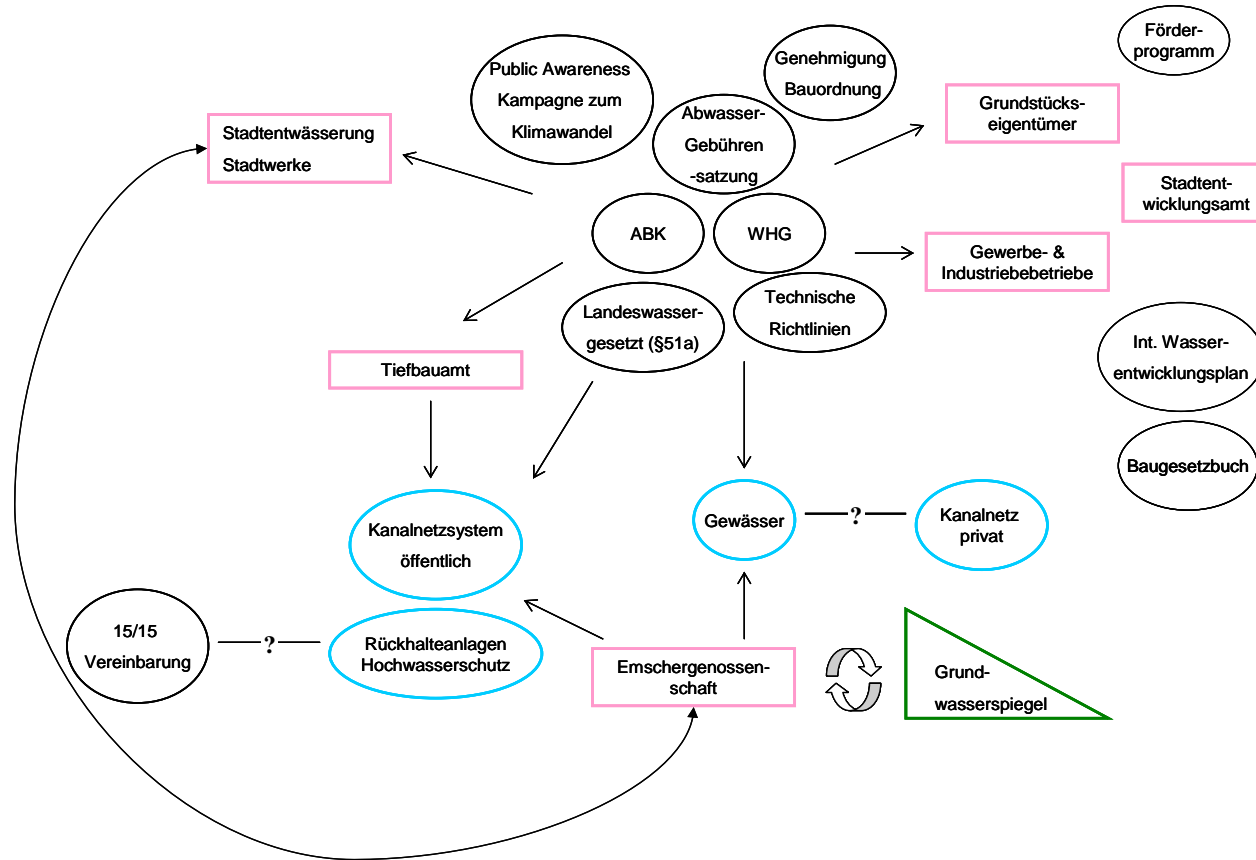 Förder-
programm
Public Awareness
Kampagne zum
Klimawandel
Genehmigung
Bauordnung
Grundstücks-
eigentümer
Abwasser-
Gebühren
-satzung
Stadtentwässerung
Stadtwerke
Stadtent-
wicklungsamt
ABK
WHG
Gewerbe- &
Industriebebetriebe
Landeswasser-
gesetzt (§51a)
Technische
Richtlinien
Int. Wasser-
entwicklungsplan
Tiefbauamt
Baugesetzbuch
Kanalnetzsystem
öffentlich
Gewässer
?
Kanalnetz
privat
15/15
Vereinbarung
?
Rückhalteanlagen
Hochwasserschutz
Emschergenossen-
schaft
Grund-
wasserspiegel